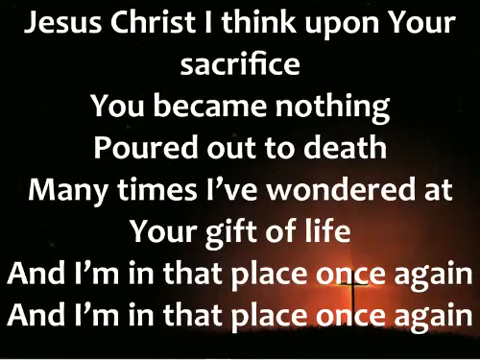 Jesus Christ I think upon Your
sacrifice
You became nothing
Poured out to death
Many times I've wondered at
Your gift of life
And I'm in that place once again
And I'm in that place once again